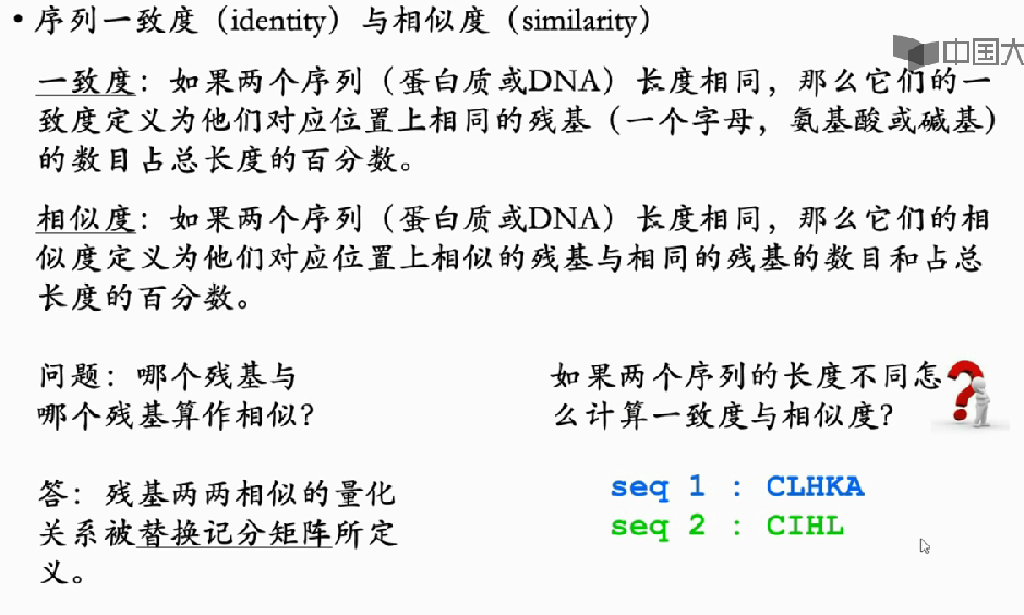 • 序列一致度（identity）与相似度（similarity）
中国大
一致度：如果两个序列（蛋白质或DNA）长度相同，那么它们的一
致度定义为他们对应位置上相同的残基（一个字母，氨基酸或碱基）
的数目占总长度的百分数。
相似度：如果两个序列（蛋白质或DNA）长度相同，那么它们的相
似度定义为他们对应位置上相似的残基与相同的残基的数目和占总
长度的百分数。
问题：哪个残基与
哪个残基算作相似？
如果两个序列的长度不同怎
么计算一致度与相似度？
答：残基两两相似的量化
关系被替换记分矩阵所定
义。
seq 1 : CLHKA
seq 2 : CIHL